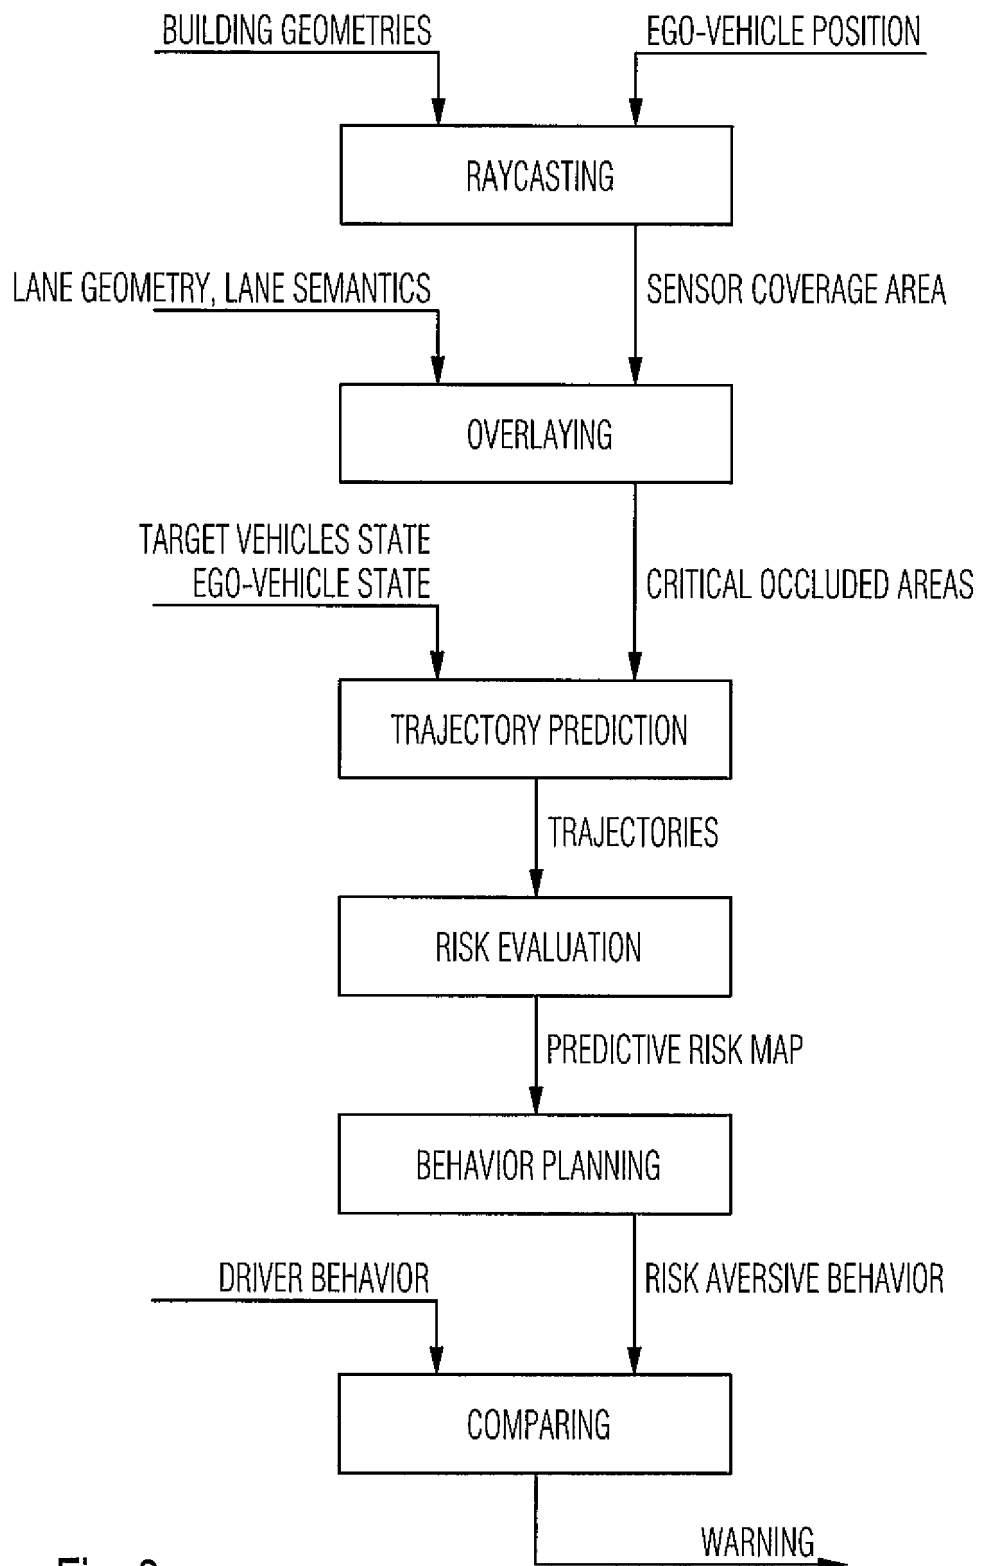 BUILDING GEOMETRIES
EGO-VEHICLE POSITION
RAYCASTING
LANE GEOMETRY, LANE SEMANTICS
SENSOR COVERAGE AREA
OVERLAYING
TARGET VEHICLES STATE
EGO-VEHICLE STATE
CRITICAL OCCLUDED AREAS
TRAJECTORY PREDICTION
TRAJECTORIES
RISK EVALUATION
PREDICTIVE RISK MAP
BEHAVIOR PLANNING
DRIVER BEHAVIOR
RISK AVERSIVE BEHAVIOR
COMPARING
WARNING